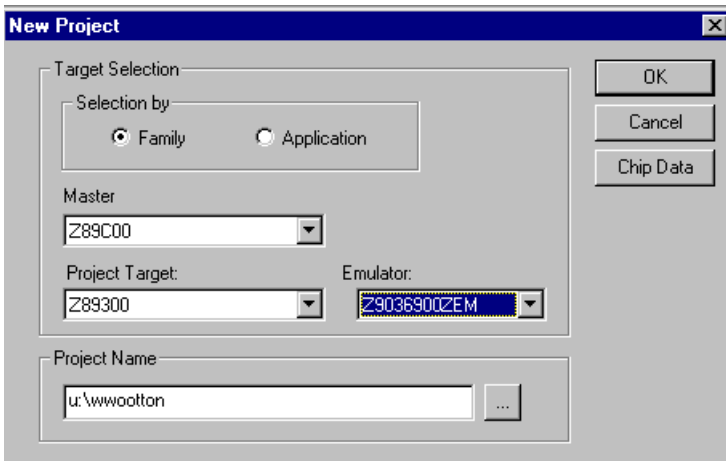 New Project
Target Selection
OK
Selection by
Family
Application
Cancel
Chip Data
Master
Z89C00
Project Target:
Emulator:
Z89300
Z9036900ZEM
Project Name
u:\wwootton
...